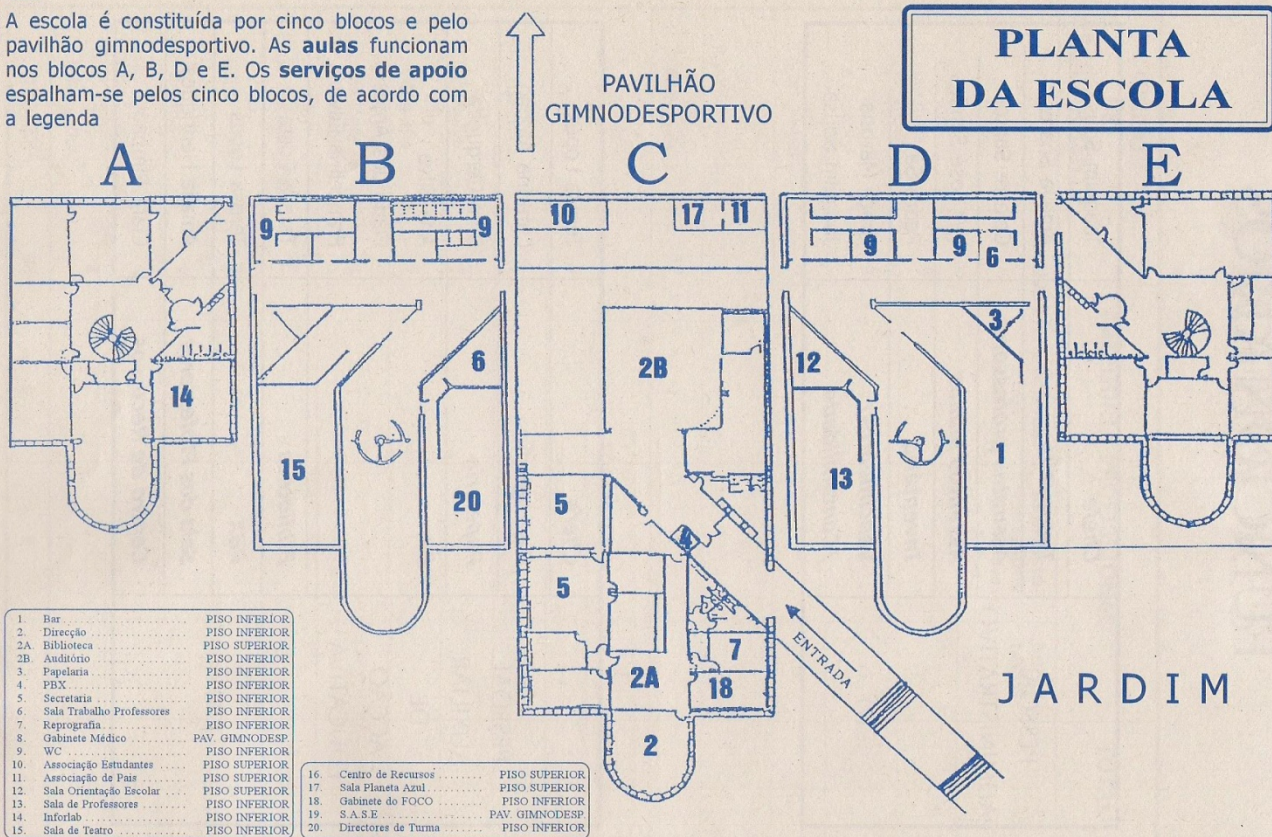 A escola é constituída por cinco blocos e pelo
pavilhão gimnodesportivo. As aulas funcionam
nos blocos A, B, D e E. Os serviços de apoio
espalham-se pelos cinco blocos, de acordo com
a legenda
PAVILHÃO
GIMNODESPORTIVO
PLANTA
DA ESCOLA
A
B
C
D
E
9
9
10
17
11
9
9
6
3
2B
6
12
14
15
20
5
13
1
4
5
2A
7
18
2
ENTRADA
JARDIM
1. Bar ............ PISO INFERIOR
2. Direcção ............ PISO INFERIOR
2A. Biblioteca ............ PISO SUPERIOR
2B. Auditório ............ PISO INFERIOR
3. Papelaria ............ PISO INFERIOR
4. PBX ............ PISO INFERIOR
5. Secretaria ............ PISO INFERIOR
6. Sala Trabalho Professores .. PISO INFERIOR
7. Reprografia ............ PISO INFERIOR
8. Gabinete Médico ........ PAV. GIMNODESP.
9. WC ............ PISO INFERIOR
10. Associação Estudantes ..... PISO SUPERIOR
11. Associação de Pais ....... PISO SUPERIOR
12. Sala Orientação Escolar .... PISO SUPERIOR
13. Sala de Professores ....... PISO INFERIOR
14. Inforlab ............ PISO INFERIOR
15. Sala de Teatro ............ PISO INFERIOR
16. Centro de Recursos ........ PISO SUPERIOR
17. Sala Planeta Azul ........ PISO SUPERIOR
18. Gabinete do FOCO ........ PISO INFERIOR
19. S.A.S.E ............ PAV. GIMNODESP.
20. Directores de Turma ....... PISO INFERIOR